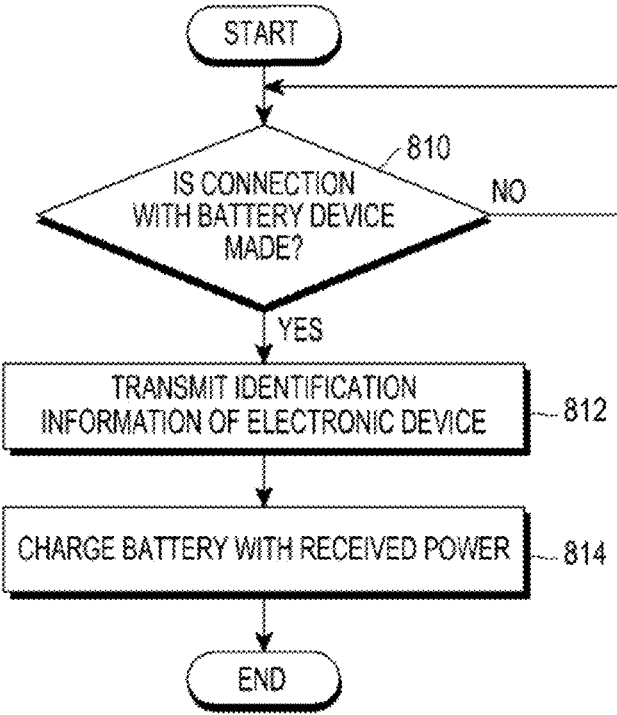 START
810
IS CONNECTION
WITH BATTERY DEVICE
MADE?
NO
YES
TRANSMIT IDENTIFICATION
INFORMATION OF ELECTRONIC DEVICE
812
CHARGE BATTERY WITH RECEIVED POWER
814
END